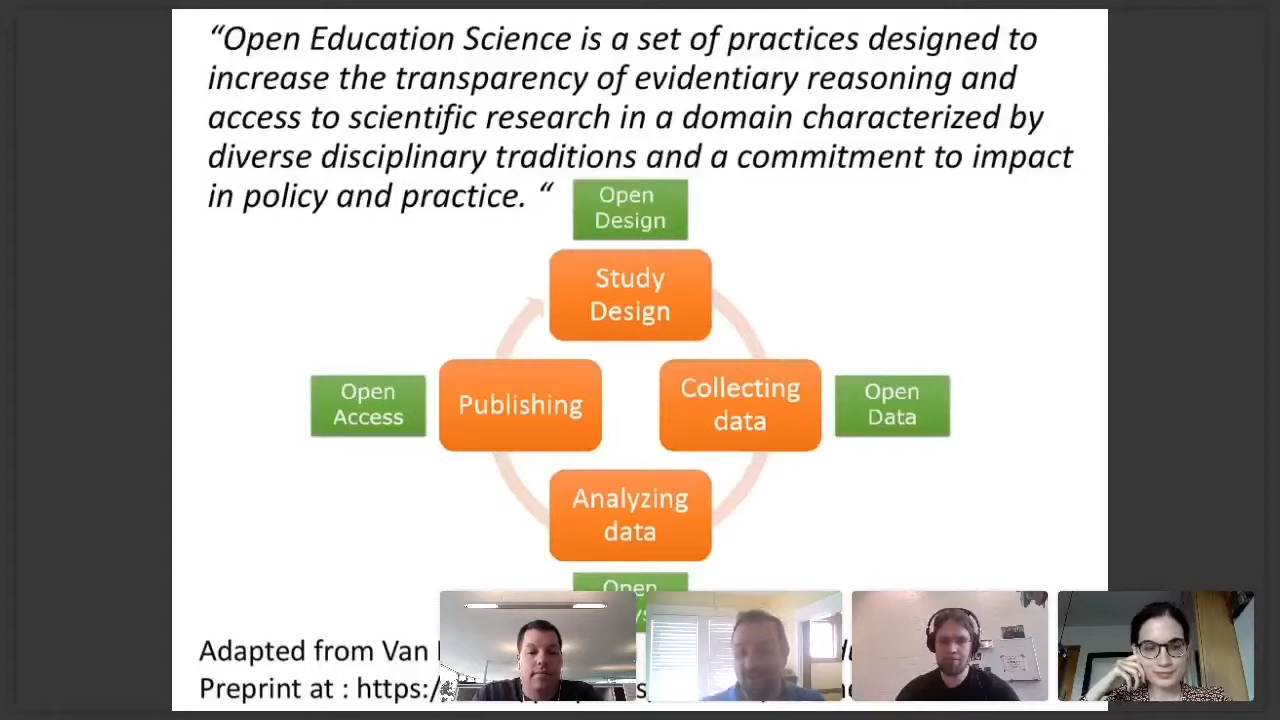 “Open Education Science is a set of practices designed to
increase the transparency of evidentiary reasoning and
access to scientific research in a domain characterized by
diverse disciplinary traditions and a commitment to impact
in policy and practice. “
Open
Design
Study
Design
Open
Access
Publishing
Collecting
data
Open
Data
Analyzing
data
Open
Adapted from Van
Preprint at : https:/